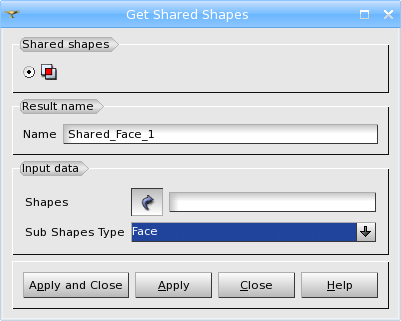 Get Shared Shapes
Shared shapes
Result name
Name Shared_Face_1
Input data
Shapes
Sub Shapes Type Face
Apply and Close Apply Close Help